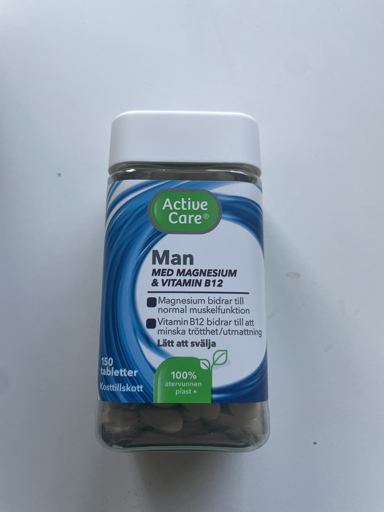 Active
Care®
Man
MED MAGNESIUM
& VITAMIN B12
Magnesium bidrar till
normal muskelfunktion
Vitamin B12 bidrar till att
minska trötthet/utmattning
Lätt att svälja
150
tabletter
Kosttillskott
100%
återvunnen
plast *